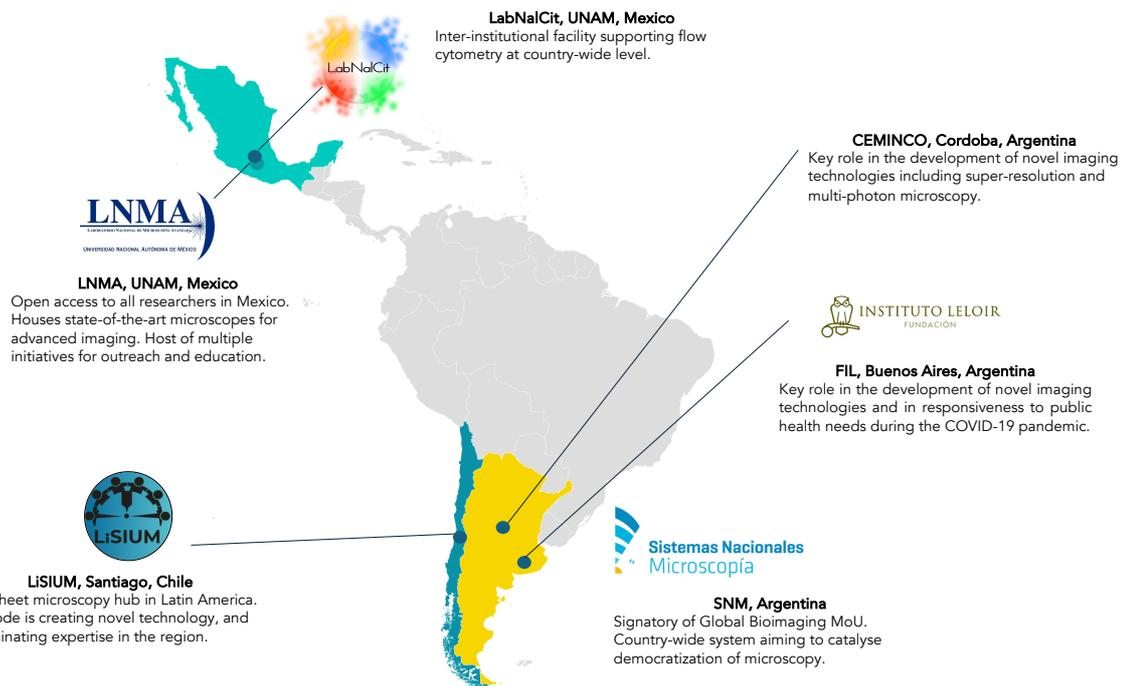 LabNalCit, UNAM, Mexico
Inter-institutional facility supporting flow
cytometry at country-wide level.
LabNalCit
CEMINCO, Cordoba, Argentina
Key role in the development of novel imaging
technologies including super-resolution and
multi-photon microscopy.
LNMA
LABORATORIO NACIONAL DE MICROSCOPÍA AVANZADA
UNIVERSIDAD NACIONAL AUTÓNOMA DE MÉXICO
LNMA, UNAM, Mexico
Open access to all researchers in Mexico.
Houses state-of-the-art microscopes for
advanced imaging. Host of multiple
initiatives for outreach and education.
INSTITUTO LELOIR
FUNDACIÓN
FIL, Buenos Aires, Argentina
Key role in the development of novel imaging
technologies and in responsiveness to public
health needs during the COVID-19 pandemic.
LiSIUM
LiSIUM, Santiago, Chile
heet microscopy hub in Latin America.
ode is creating novel technology, and
inating expertise in the region.
Sistemas Nacionales
Microscopía
SNM, Argentina
Signatory of Global Bioimaging MoU.
Country-wide system aiming to catalyse
democratization of microscopy.